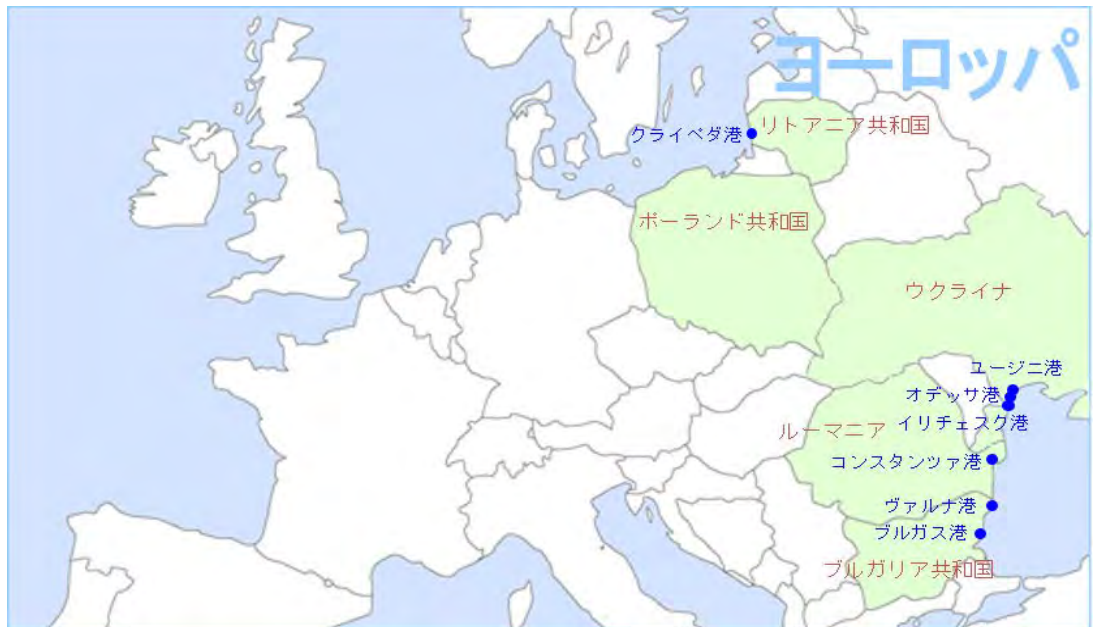 ヨーロッパ
リトアニア共和国
クライペダ港
ポーランド共和国
ウクライナ
ユージニ港
オデッサ港
イリチェスク港
ルーマニア
コンスタンツァ港
ヴァルナ港
ブルガス港
ブルガリア共和国